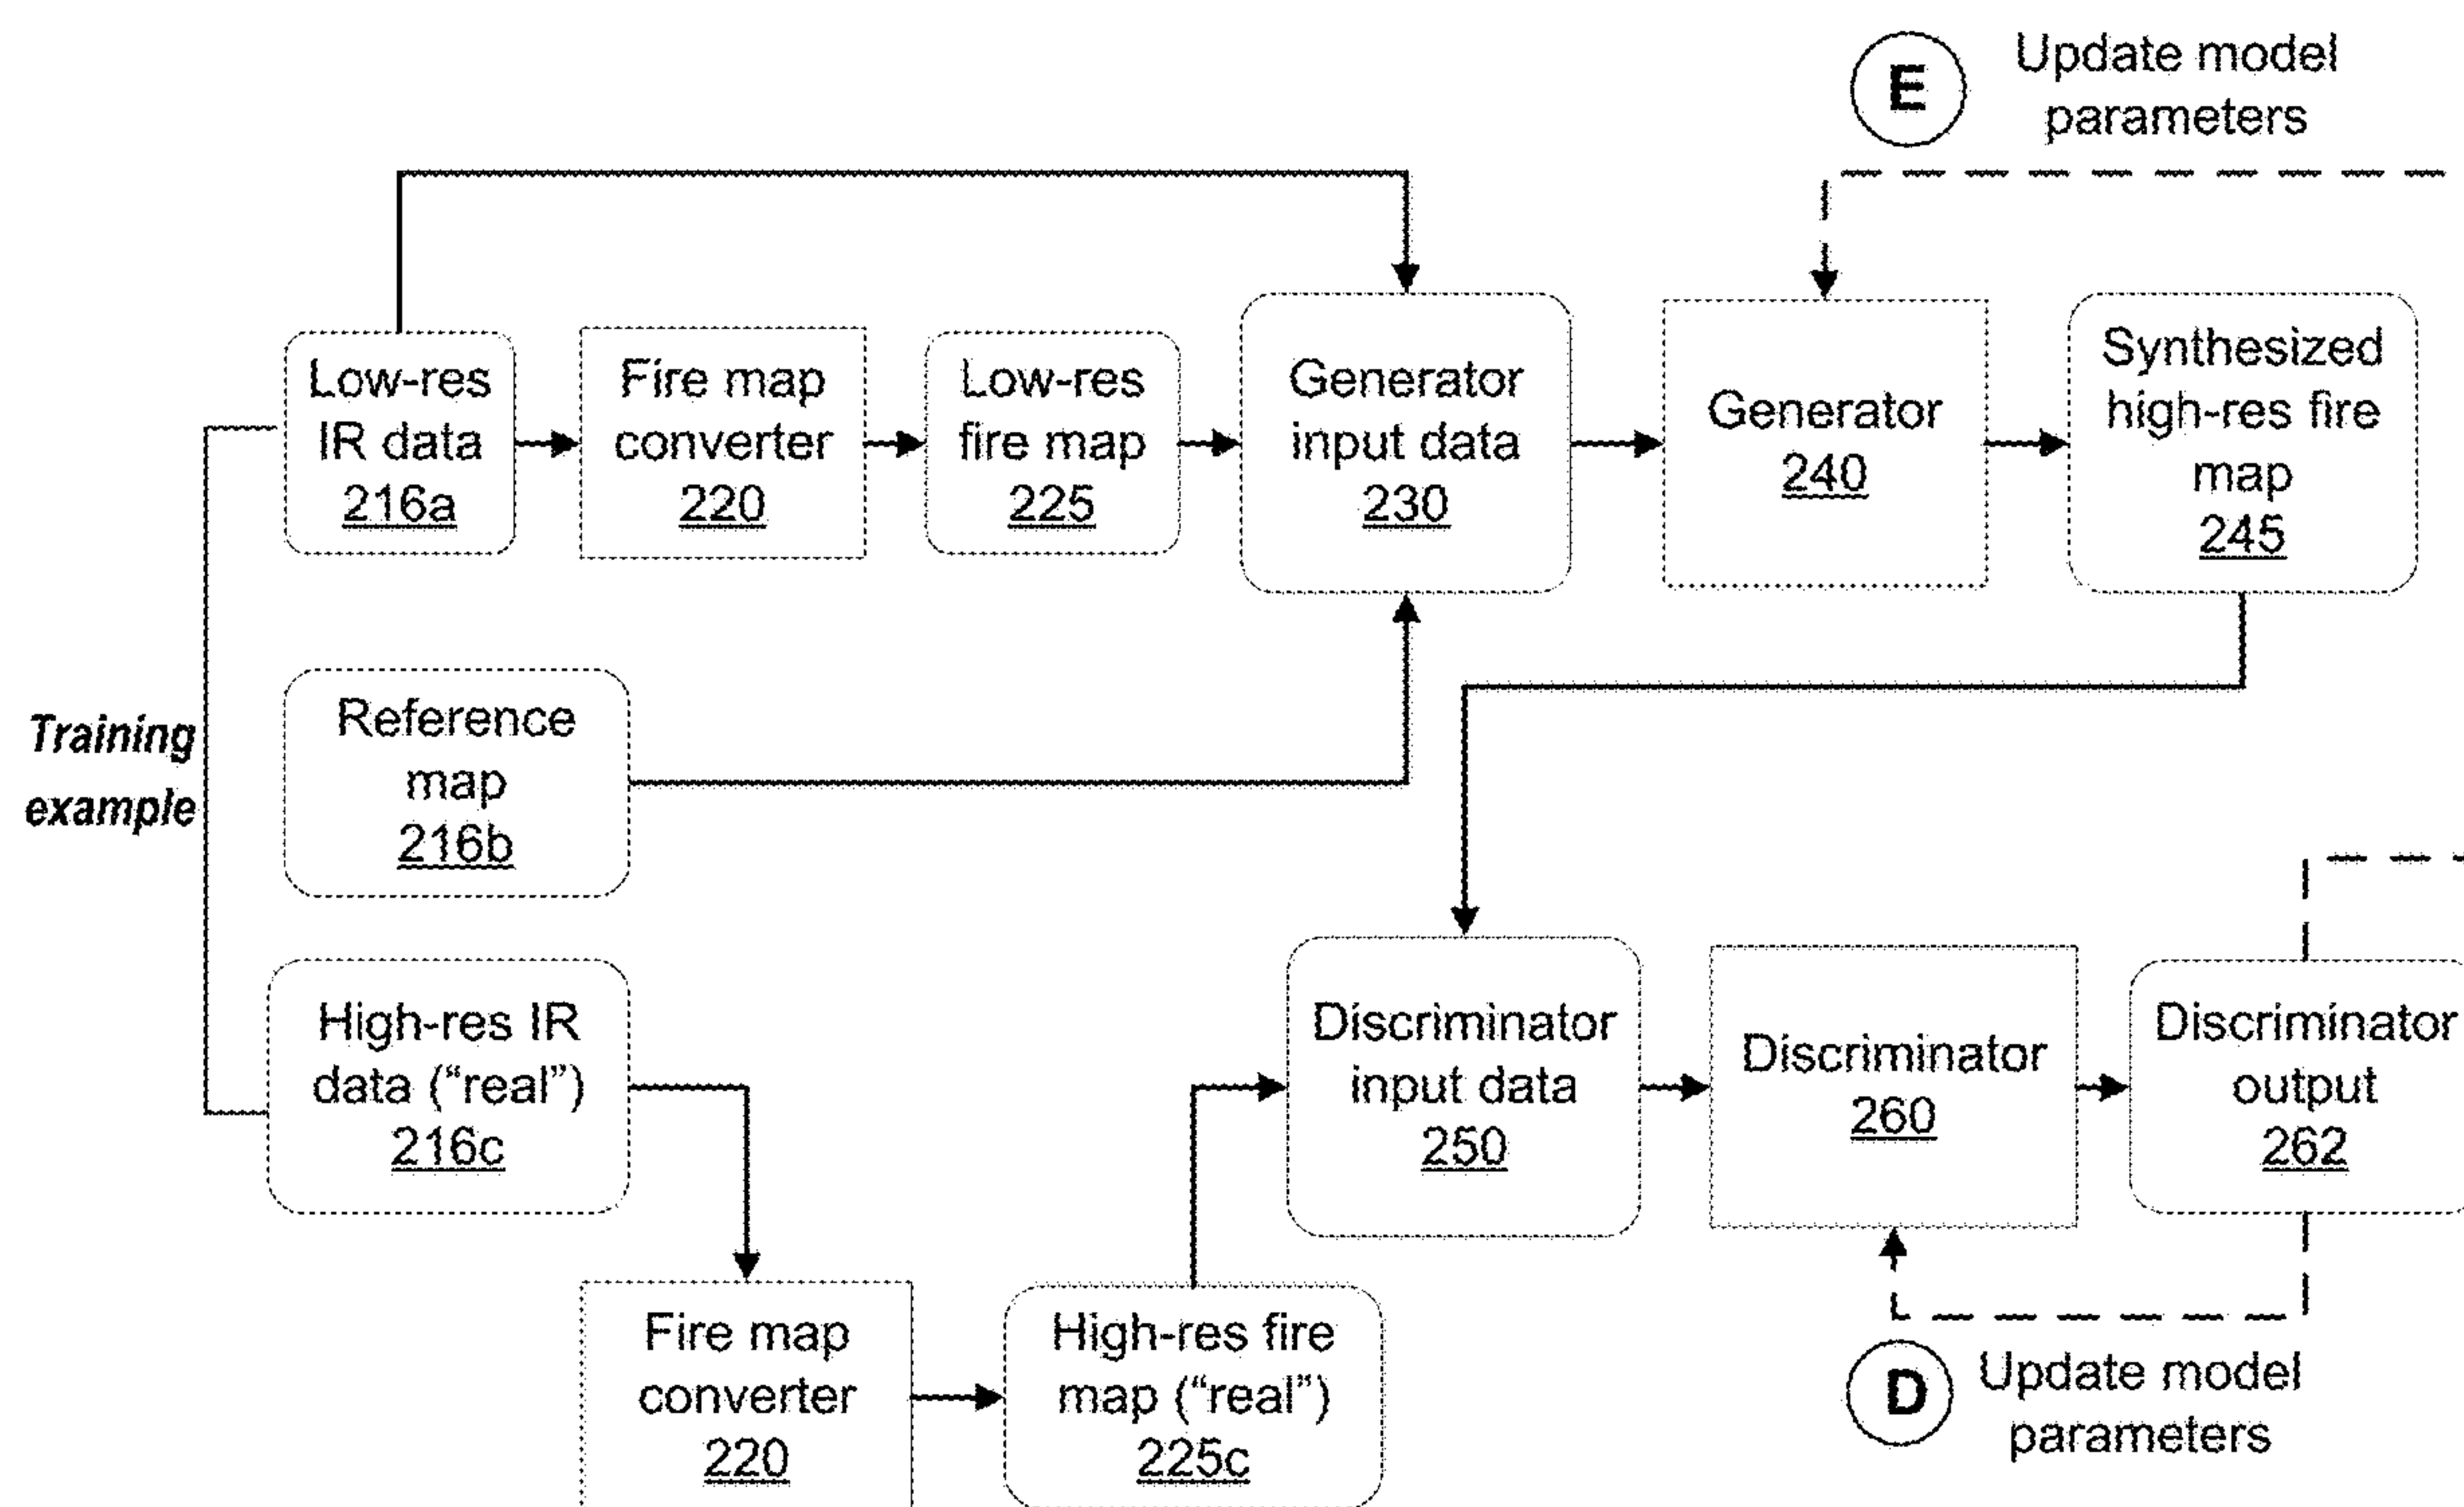 E
Update model
parameters
Low-res
IR data
216a
Fire map
converter
220
Low-res
fire map
225
Generator
input data
230
Generator
240
Synthesized
high-res fire
map
245
Training
example
Reference
map
216b
High-res IR
data (“real”)
216c
Discriminator
input data
250
Discriminator
260
Discriminator
output
262
Fire map
converter
220
High-res fire
map (“real”)
225c
D
Update model
parameters